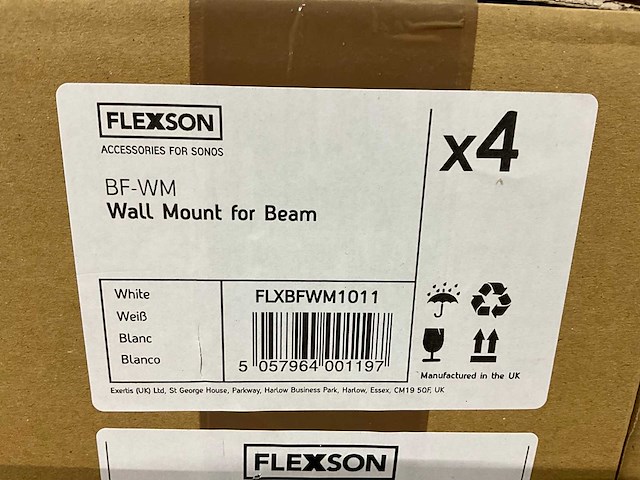 FLEXSON
ACCESSORIES FOR SONOS
x4
BF-WM
Wall Mount for Beam
White
Weiß
Blanc
Blanco
FLXBFWM1011
5 057964 001197
Manufactured in the UK
Exertis (UK) Ltd, St George House, Parkway, Harlow Business Park, Harlow, Essex, CM19 5QF, UK
FLEXSON